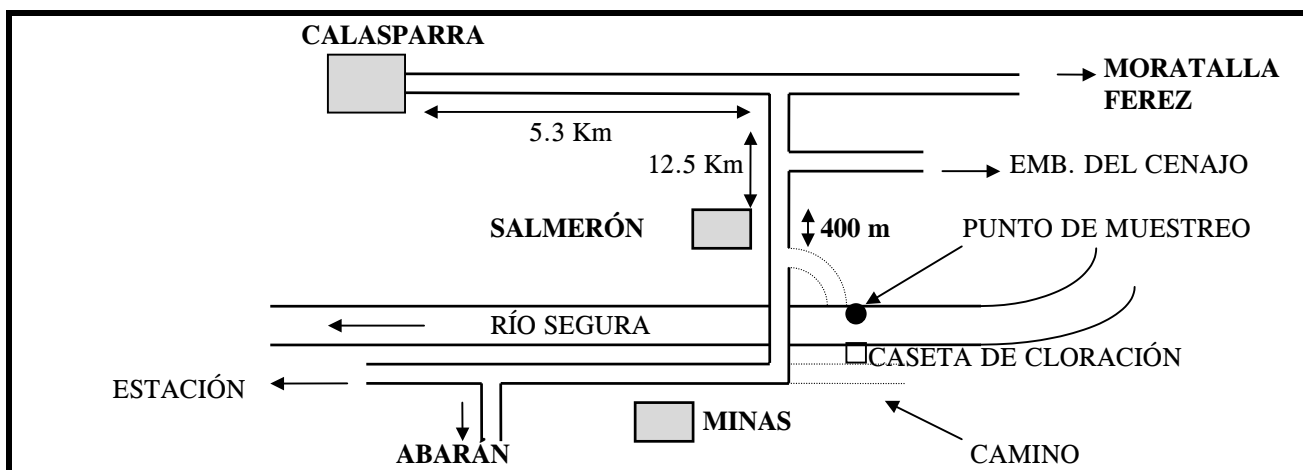 CALASPARRA
MORATALLA
FEREZ
5.3 Km
12.5 Km
EMB. DEL CENAJO
SALMERÓN
400 m
PUNTO DE MUESTREO
RÍO SEGURA
CASETA DE CLORACIÓN
ESTACIÓN
MINAS
ABARÁN
CAMINO